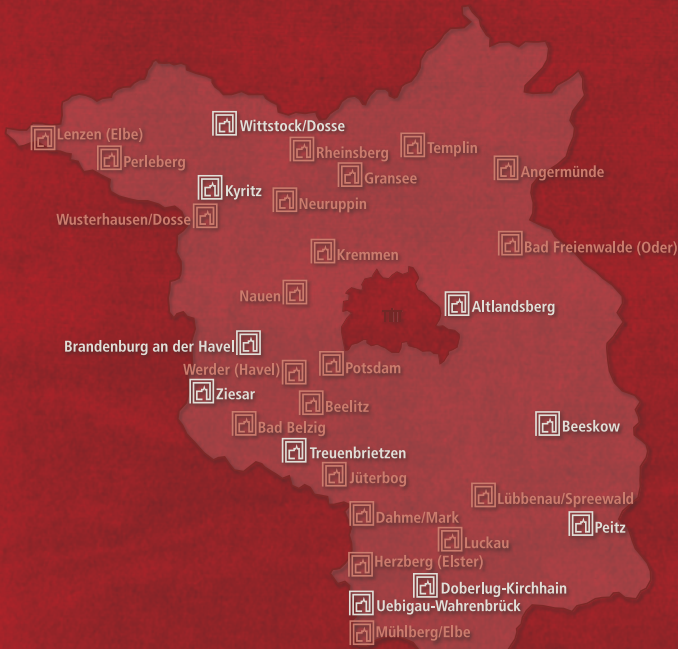 Wittstock/Dosse
Lenzen (Elbe)
Templin
Rheinsberg
Perleberg
Angermünde
Gransee
Kyritz
Neuruppin
Wusterhausen/Dosse
Bad Freienwalde (Oder)
Kremmen
Nauen
Altlandsberg
Brandenburg an der Havel
Potsdam
Werder (Havel)
Ziesar
Beelitz
Bad Belzig
Beeskow
Treuenbrietzen
Jüterbog
Lübbenau/Spreewald
Dahme/Mark
Peitz
Luckau
Herzberg (Elster)
Doberlug-Kirchhain
Uebigau-Wahrenbrück
Mühlberg/Elbe